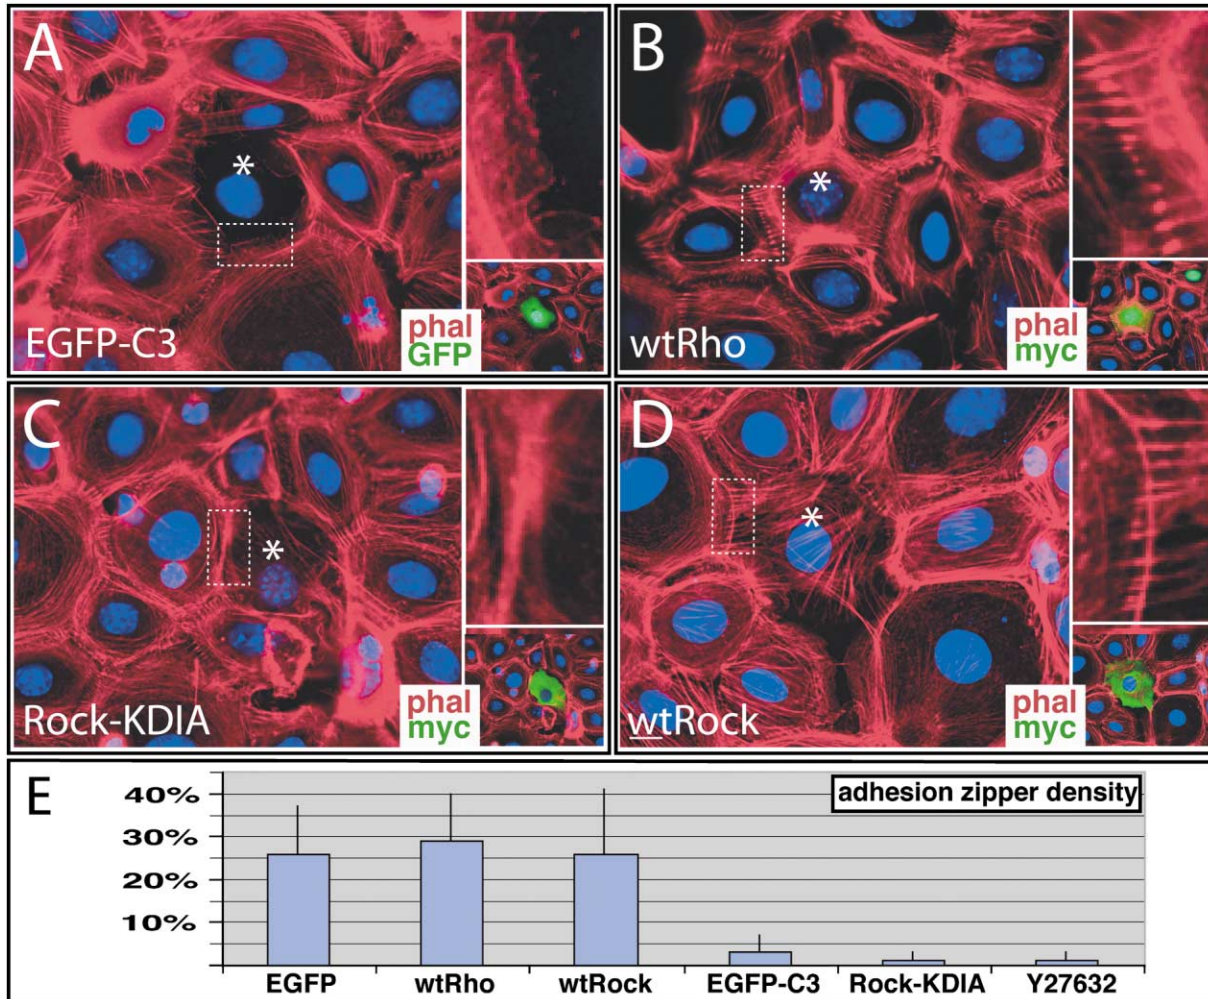 A
*
EGFP-C3
phal
GFP
B
*
wtRho
phal
myc
C
*
Rock-KDIA
phal
myc
D
*
wtRock
phal
myc
E
adhesion zipper density
40%
30%
20%
10%
EGFP wtRho wtRock EGFP-C3 Rock-KDIA Y27632